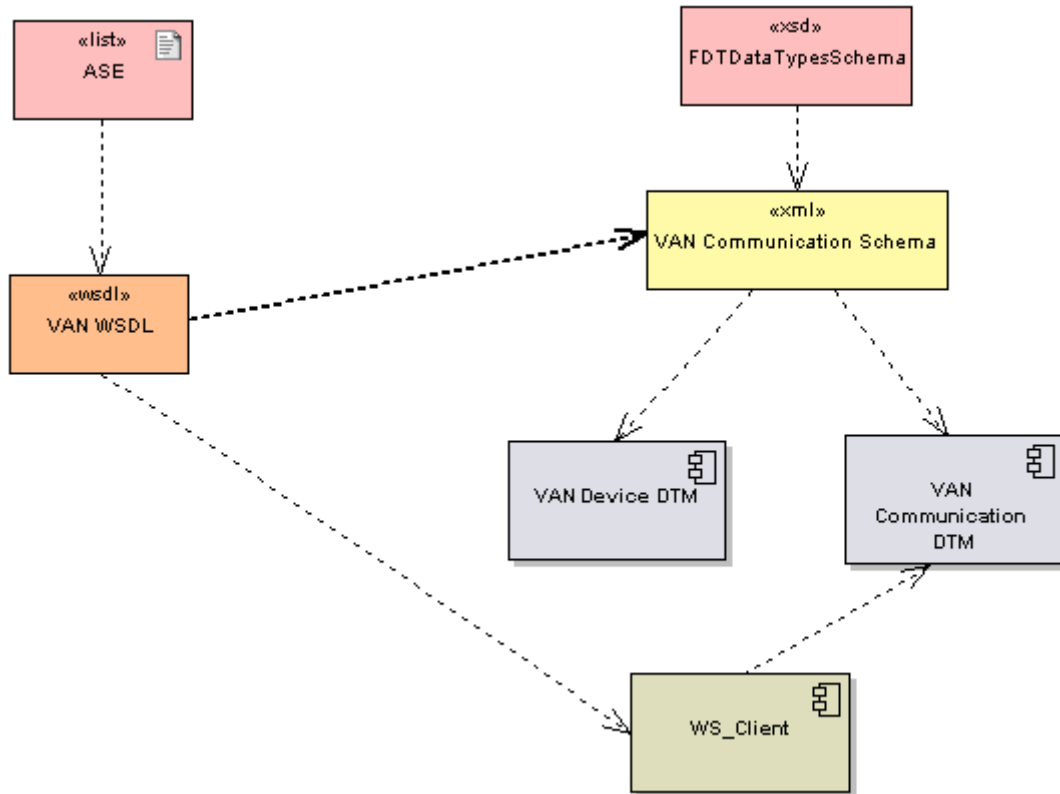 «list»
ASE
«xsd»
FDTDataTypesSchema
«xml»
VAN Communication Schema
«wsdl»
VAN WSDL
VAN Device DTM
VAN
Communication
DTM
WS_Client